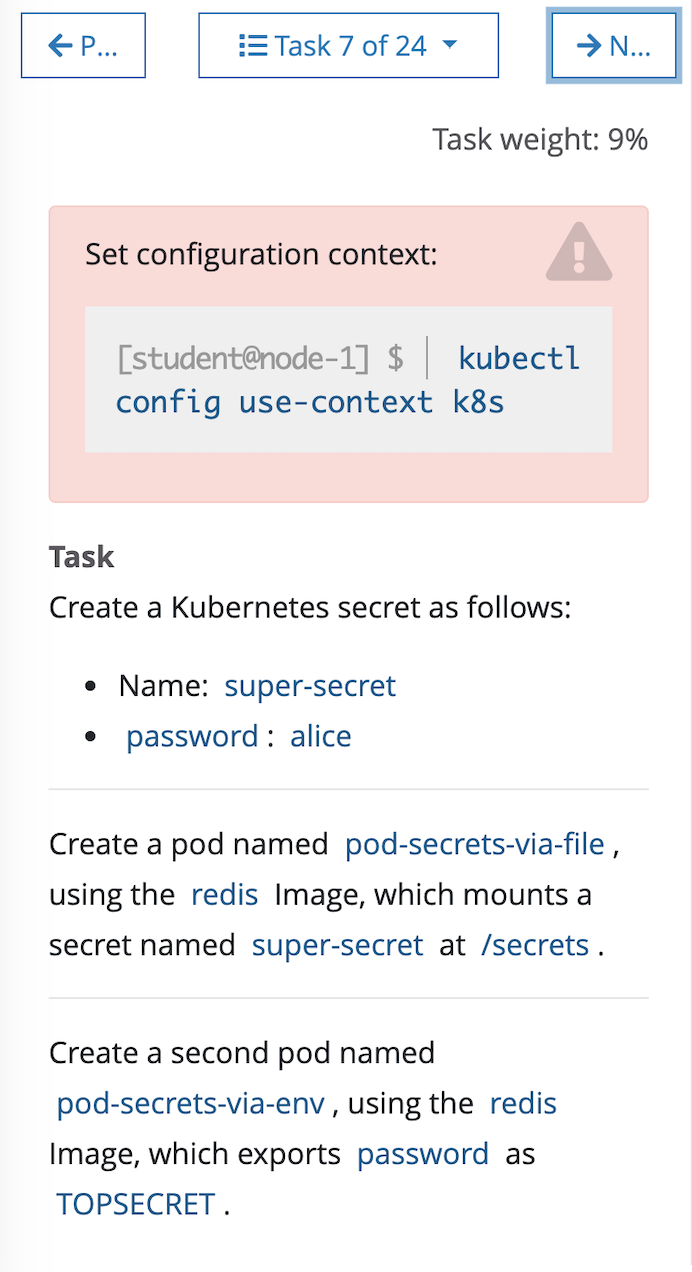 P...
Task 7 of 24
N...
Task weight: 9%
Set configuration context:
[student@node-1] $ | kubectl
config use-context k8s
Task
Create a Kubernetes secret as follows:
• Name: super-secret
• password : alice
Create a pod named pod-secrets-via-file ,
using the redis Image, which mounts a
secret named super-secret at /secrets .
Create a second pod named
pod-secrets-via-env , using the redis
Image, which exports password as
TOPSECRET .